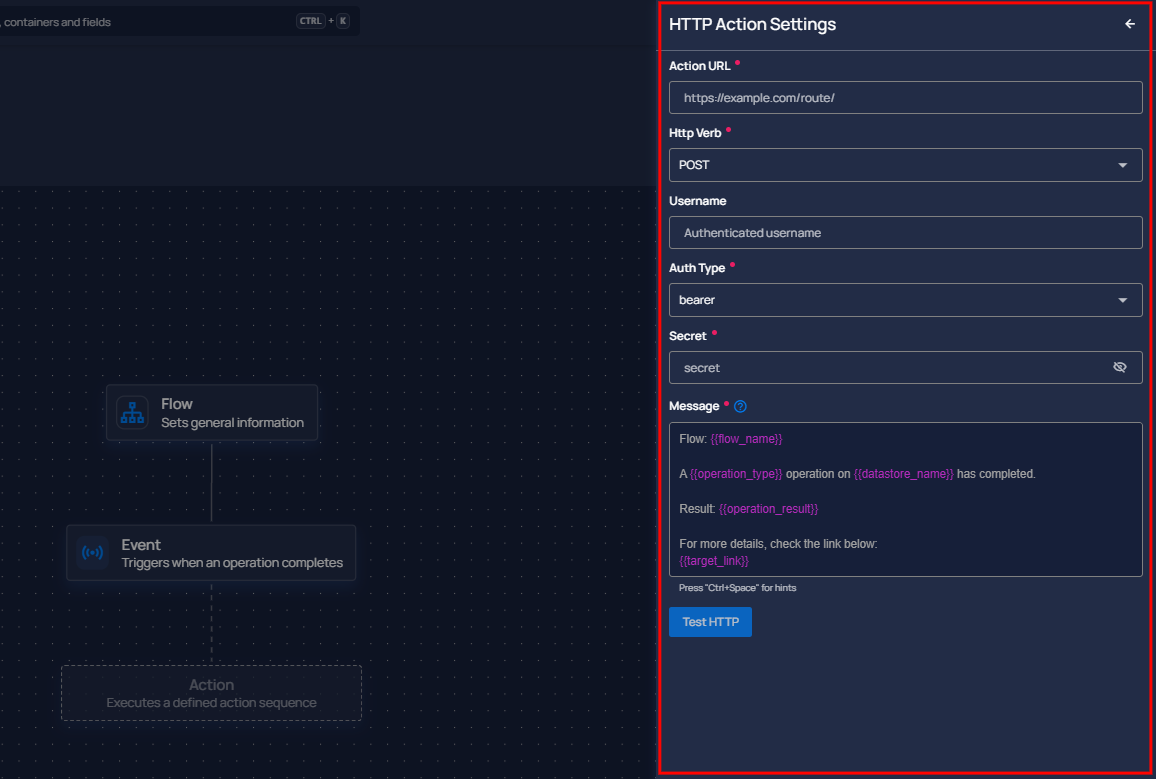 , containers and fields
CTRL + K
HTTP Action Settings
Action URL *
https://example.com/route/
Http Verb *
POST
Username
Authenticated username
Auth Type *
bearer
Secret *
secret
Message *
Flow: {{flow_name}}
A {{operation_type}} operation on {{datastore_name}} has completed.
Result: {{operation_result}}
For more details, check the link below:
{{target_link}}
Press "Ctrl+Space" for hints
Test HTTP
Flow
Sets general information
Event
Triggers when an operation completes
Action
Executes a defined action sequence